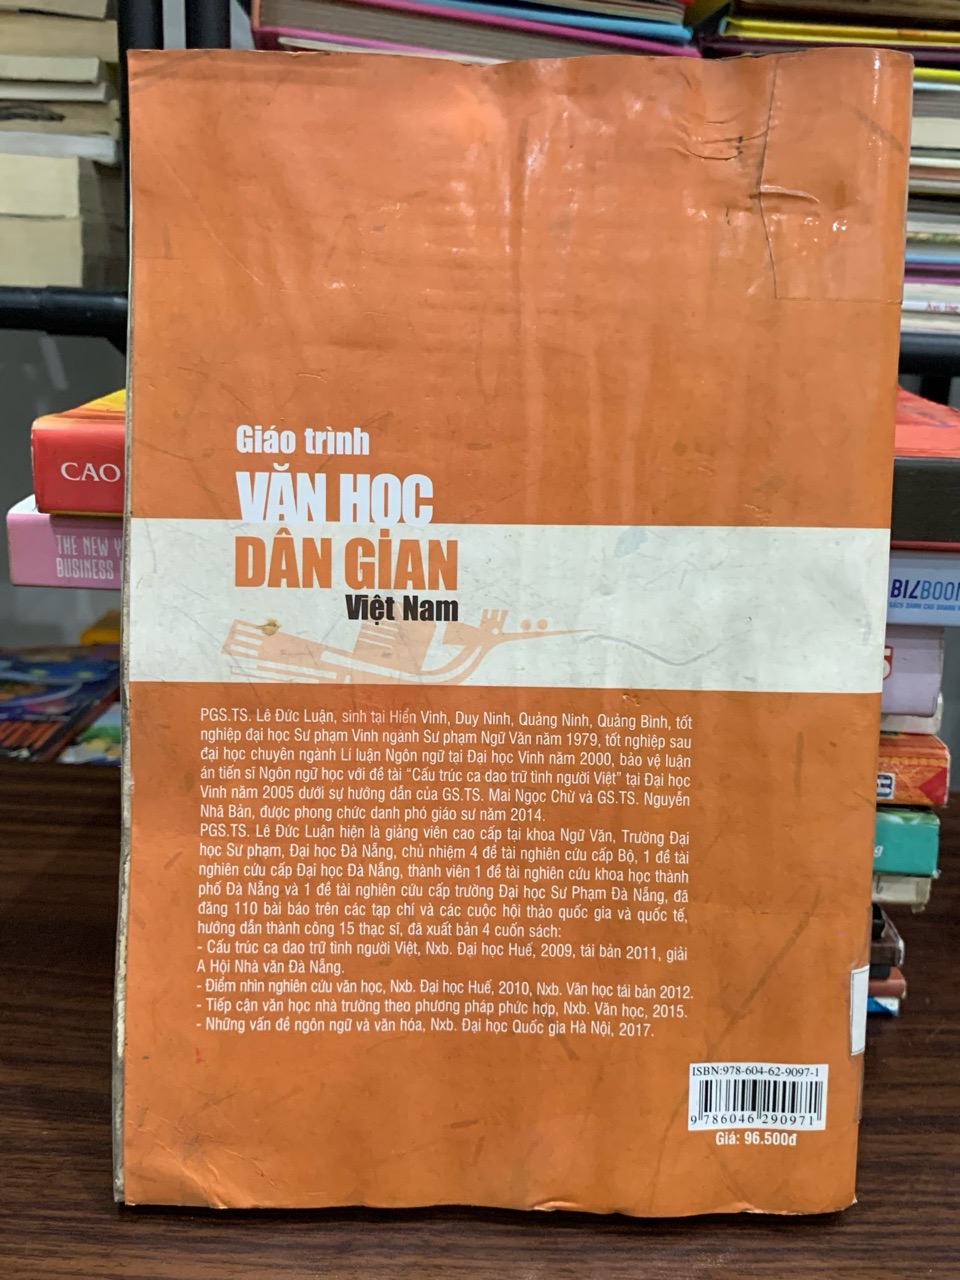 Giáo trình
VĂN HỌC
DÂN GIAN
Việt Nam
PGS.TS. Lê Đức Luận, sinh tại Hiển Vinh, Duy Ninh, Quảng Ninh, Quảng Bình, tốt
nghiệp đại học Sư phạm Vinh ngành Sư phạm Ngữ Văn năm 1979, tốt nghiệp sau
đại học chuyên ngành Lí luận Ngôn ngữ tại Đại học Vinh năm 2000, bảo vệ luận
án tiến sĩ Ngôn ngữ học với đề tài “Cấu trúc ca dao trữ tình người Việt” tại Đại học
Vinh năm 2005 dưới sự hướng dẫn của GS.TS. Mai Ngọc Chừ và GS.TS. Nguyễn
Nhã Bản, được phong chức danh phó giáo sư năm 2014.
PGS.TS. Lê Đức Luận hiện là giảng viên cao cấp tại khoa Ngữ Văn, Trường Đại
học Sư phạm, Đại học Đà Nẵng, chủ nhiệm 4 đề tài nghiên cứu cấp Bộ, 1 đề tài
nghiên cứu cấp Đại học Đà Nẵng, thành viên 1 đề tài nghiên cứu khoa học thành
phố Đà Nẵng và 1 đề tài nghiên cứu cấp trường Đại học Sư Phạm Đà Nẵng, đã
đăng 110 bài báo trên các tạp chí và các cuộc hội thảo quốc gia và quốc tế,
hướng dẫn thành công 15 thạc sĩ, đã xuất bản 4 cuốn sách:
- Cấu trúc ca dao trữ tình người Việt, Nxb. Đại học Huế, 2009, tái bản 2011, giải
A Hội Nhà văn Đà Nẵng.
- Điểm nhìn nghiên cứu văn học, Nxb. Đại học Huế, 2010, Nxb. Văn học tái bản 2012.
- Tiếp cận văn học nhà trường theo phương pháp phức hợp, Nxb. Văn học, 2015.
- Những vấn đề ngôn ngữ và văn hóa, Nxb. Đại học Quốc gia Hà Nội, 2017.
ISBN:978-604-62-9097-1
9 786046 290971
Giá: 96.500đ
CAO
THE NEW
BUSINESS
BIZBOO